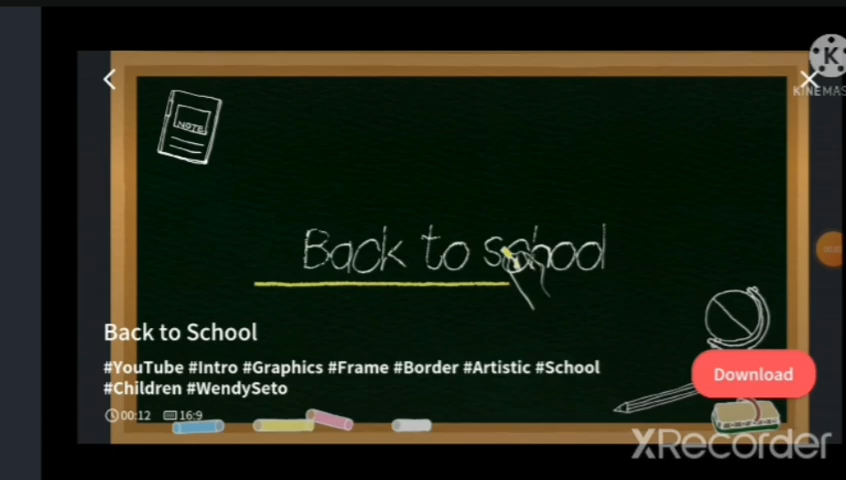 KINEMAS
NOTE
Back to school
Back to School
#YouTube #Intro #Graphics #Frame #Border #Artistic #School
#Children #WendySeto
00:12 16:9
Download
XRecorder